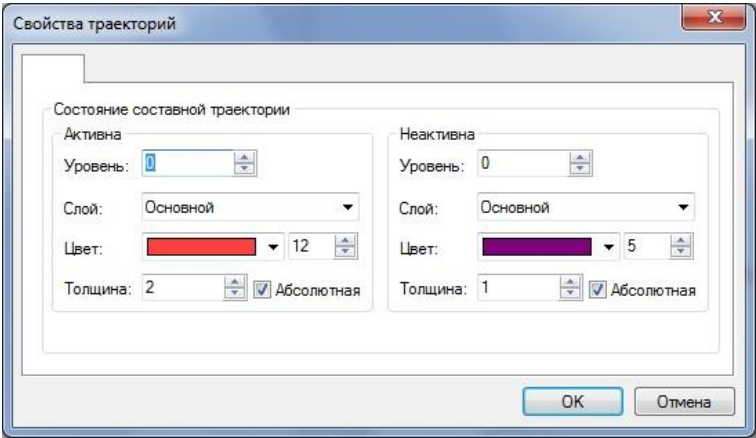 Свойства траекторий
Состояние составной траектории
Активна
Уровень: 0
Слой: Основной
Цвет: 12
Толщина: 2 Абсолютная
Неактивна
Уровень: 0
Слой: Основной
Цвет: 5
Толщина: 1 Абсолютная
OK Отмена